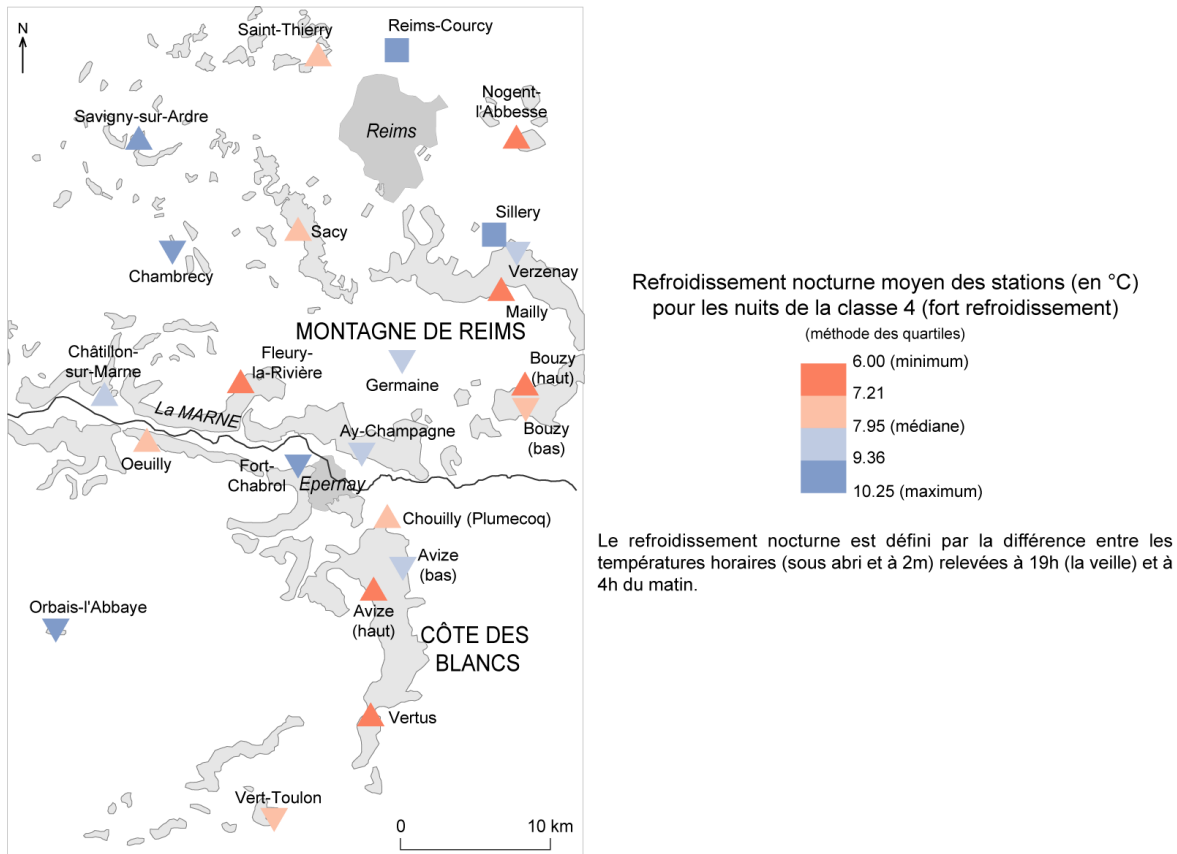 N
Saint-Thierry
Reims-Courcy
Nogent-
l'Abbesse
Savigny-sur-Ardre
Reims
Sillery
Sacy
Verzenay
Chambrecy
Mailly
MONTAGNE DE REIMS
Châtillon-
sur-Marne
Fleury-
la-Rivière
Germaine
Bouzy
(haut)
La MARNE
Ay-Champagne
Bouzy
(bas)
Oeuilly
Fort-
Chabrol
Epernay
Chouilly (Plumecoq)
Avize
(bas)
Orbais-l'Abbaye
Avize
(haut)
CÔTE DES
BLANCS
Vertus
Vert-Toulon
0 10 km
Refroidissement nocturne moyen des stations (en °C)
pour les nuits de la classe 4 (fort refroidissement)
(méthode des quartiles)
6.00 (minimum)
7.21
7.95 (médiane)
9.36
10.25 (maximum)
Le refroidissement nocturne est défini par la différence entre les
températures horaires (sous abri et à 2m) relevées à 19h (la veille) et à
4h du matin.